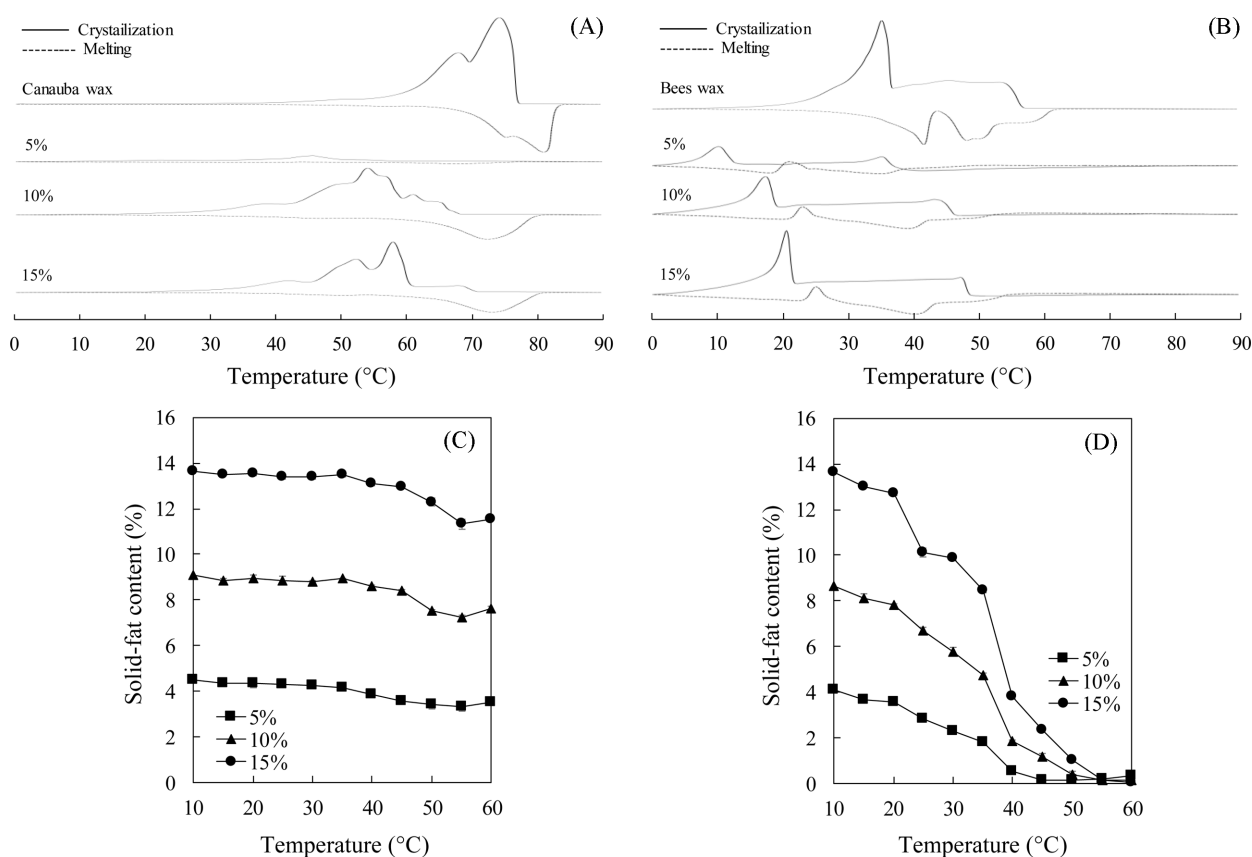 (A)
Crystailization
Melting
Canauba wax
5%
10%
15%
0 10 20 30 40 50 60 70 80 90
Temperature (°C)
(B)
Crystailization
Melting
Bees wax
5%
10%
15%
0 10 20 30 40 50 60 70 80 90
Temperature (°C)
(C)
Solid-fat content (%)
16
14
12
10
8
6
4
2
0
5%
10%
15%
10 20 30 40 50 60
Temperature (°C)
(D)
Solid-fat content (%)
16
14
12
10
8
6
4
2
0
5%
10%
15%
10 20 30 40 50 60
Temperature (°C)